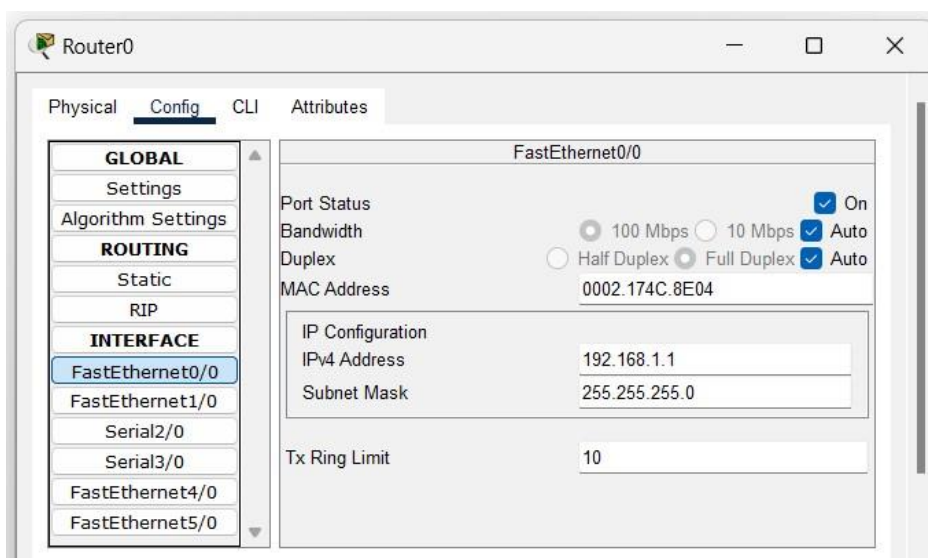 Router0
Physical Config CLI Attributes
GLOBAL
Settings
Algorithm Settings
ROUTING
Static
RIP
INTERFACE
FastEthernet0/0
FastEthernet1/0
Serial2/0
Serial3/0
FastEthernet4/0
FastEthernet5/0
FastEthernet0/0
Port Status On
Bandwidth 100 Mbps 10 Mbps Auto
Duplex Half Duplex Full Duplex Auto
MAC Address 0002.174C.8E04
IP Configuration
IPv4 Address 192.168.1.1
Subnet Mask 255.255.255.0
Tx Ring Limit 10